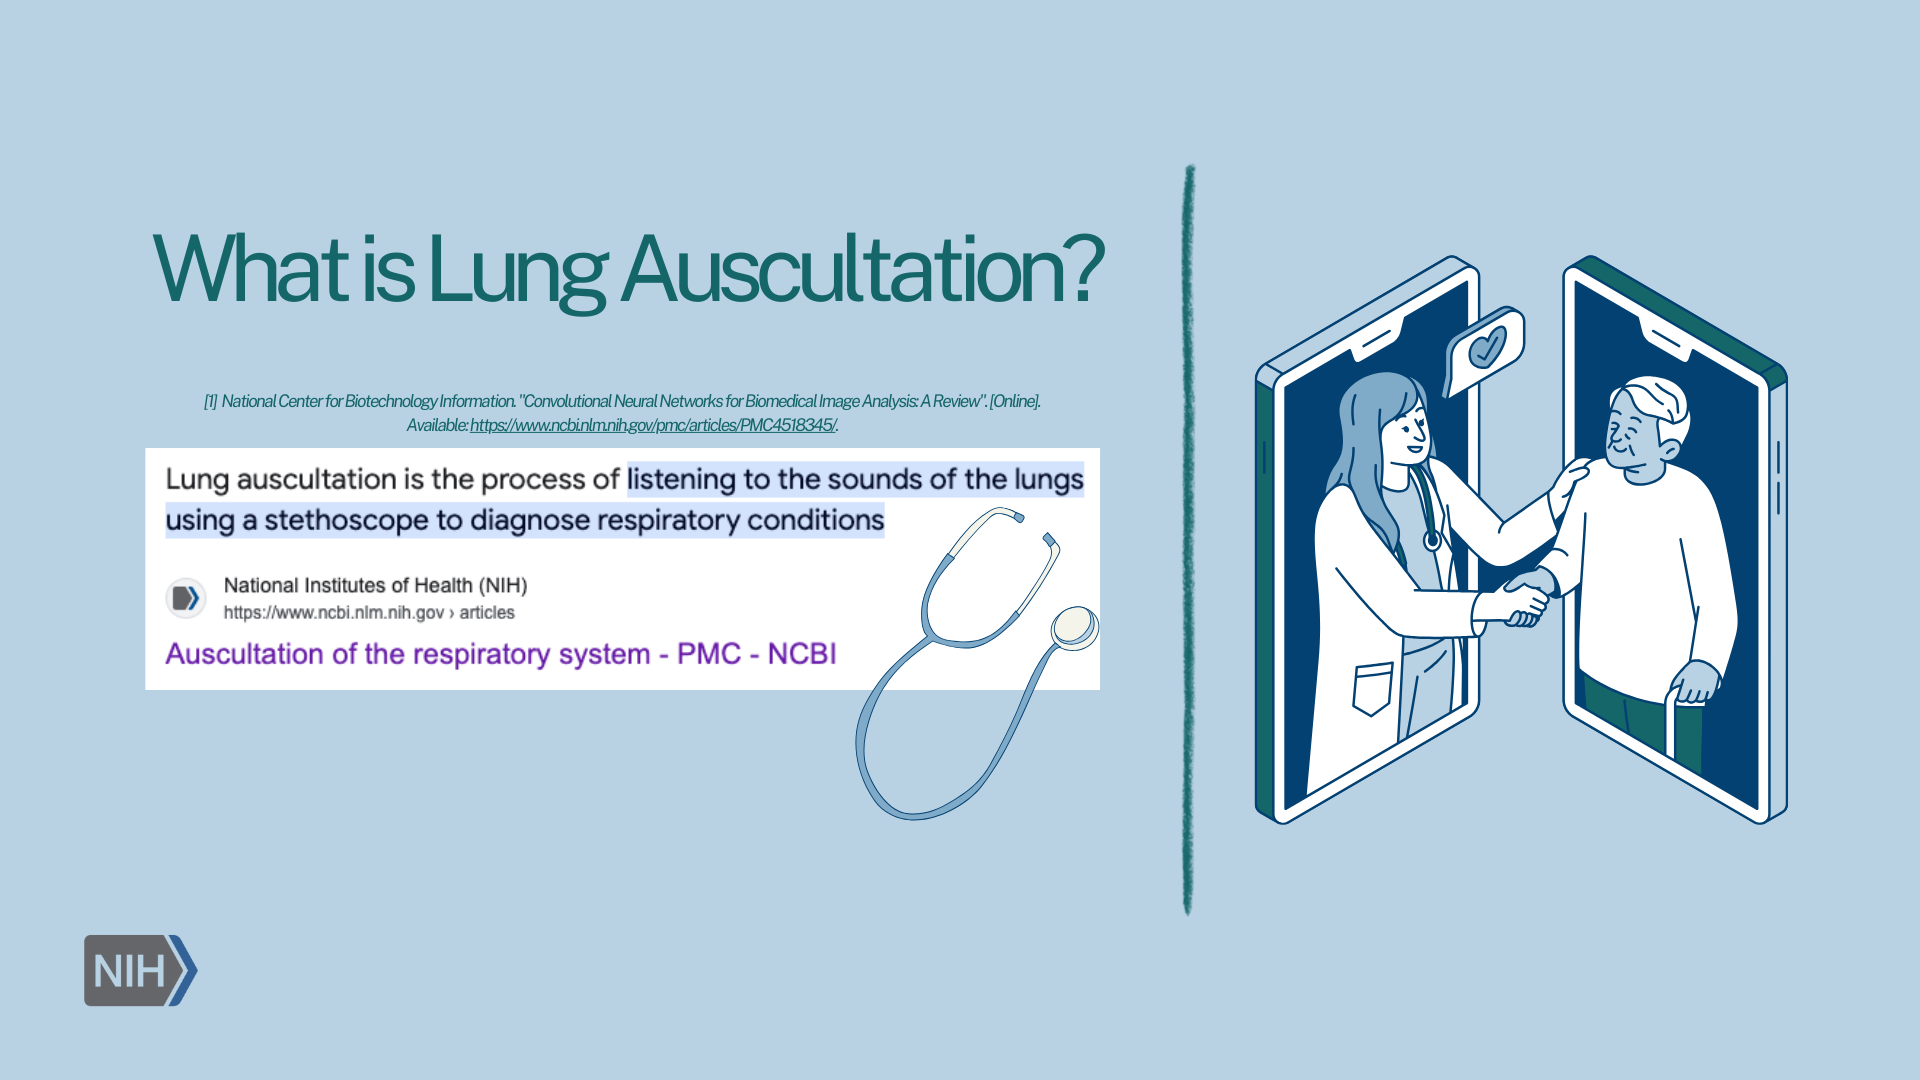 What is Lung Auscultation?
[1] National Center for Biotechnology Information. "Convolutional Neural Networks for Biomedical Image Analysis: A Review". [Online].
Available: https://www.ncbi.nlm.nih.gov/pmc/articles/PMC4518345/.
Lung auscultation is the process of listening to the sounds of the lungs
using a stethoscope to diagnose respiratory conditions
National Institutes of Health (NIH)
https://www.ncbi.nlm.nih.gov › articles
Auscultation of the respiratory system - PMC - NCBI
NIH